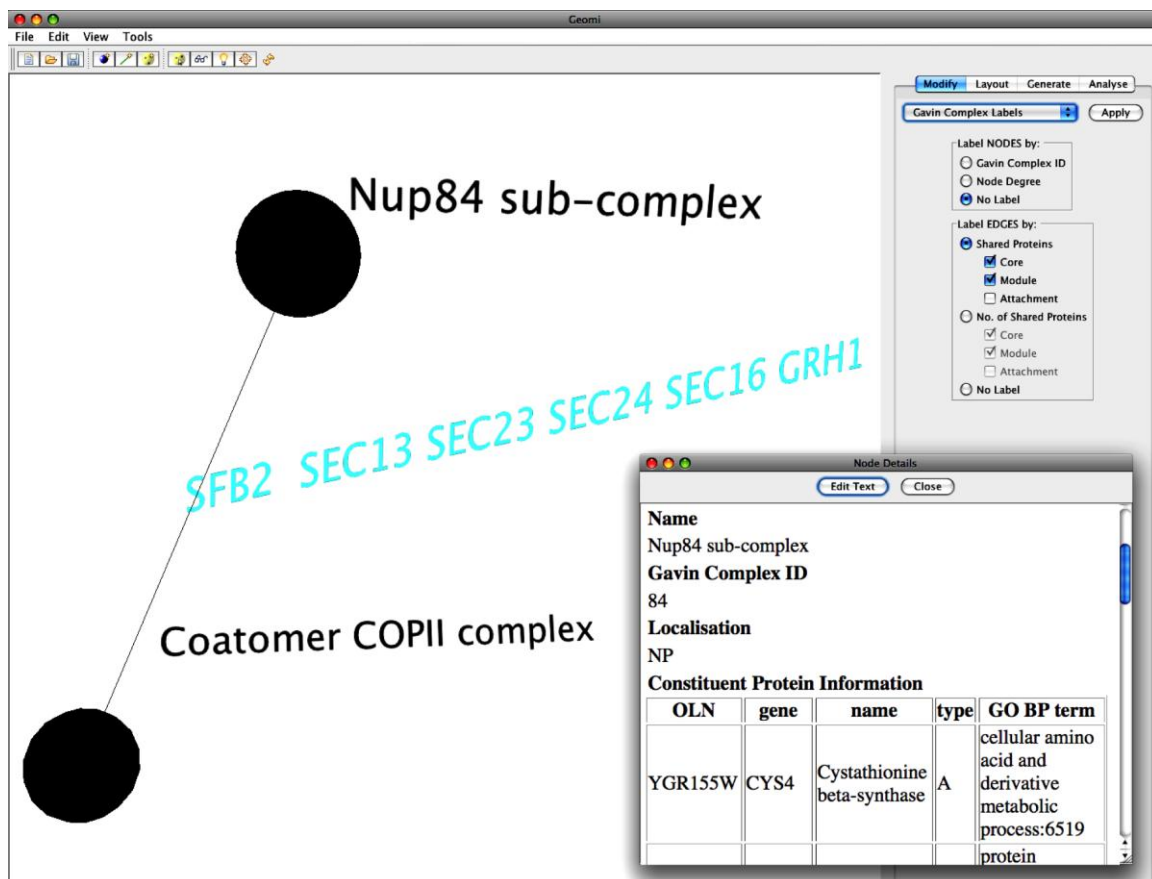 Geomi
File Edit View Tools
Modify Layout Generate Analyse
Gavin Complex Labels Apply
Label NODES by:
Gavin Complex ID
Node Degree
No Label
Label EDGES by:
Shared Proteins
Core
Module
Attachment
No. of Shared Proteins
Core
Module
Attachment
No Label
Nup84 sub-complex
SFB2 SEC13 SEC23 SEC24 SEC16 GRH1
Coatomer COPII complex
Node Details
Edit Text Close
Name
Nup84 sub-complex
Gavin Complex ID
84
Localisation
NP
Constituent Protein Information
OLN gene name type GO BP term
cellular amino
acid and
YGR155W CYS4 Cystathionine beta-synthase A derivative
metabolic
process:6519
protein